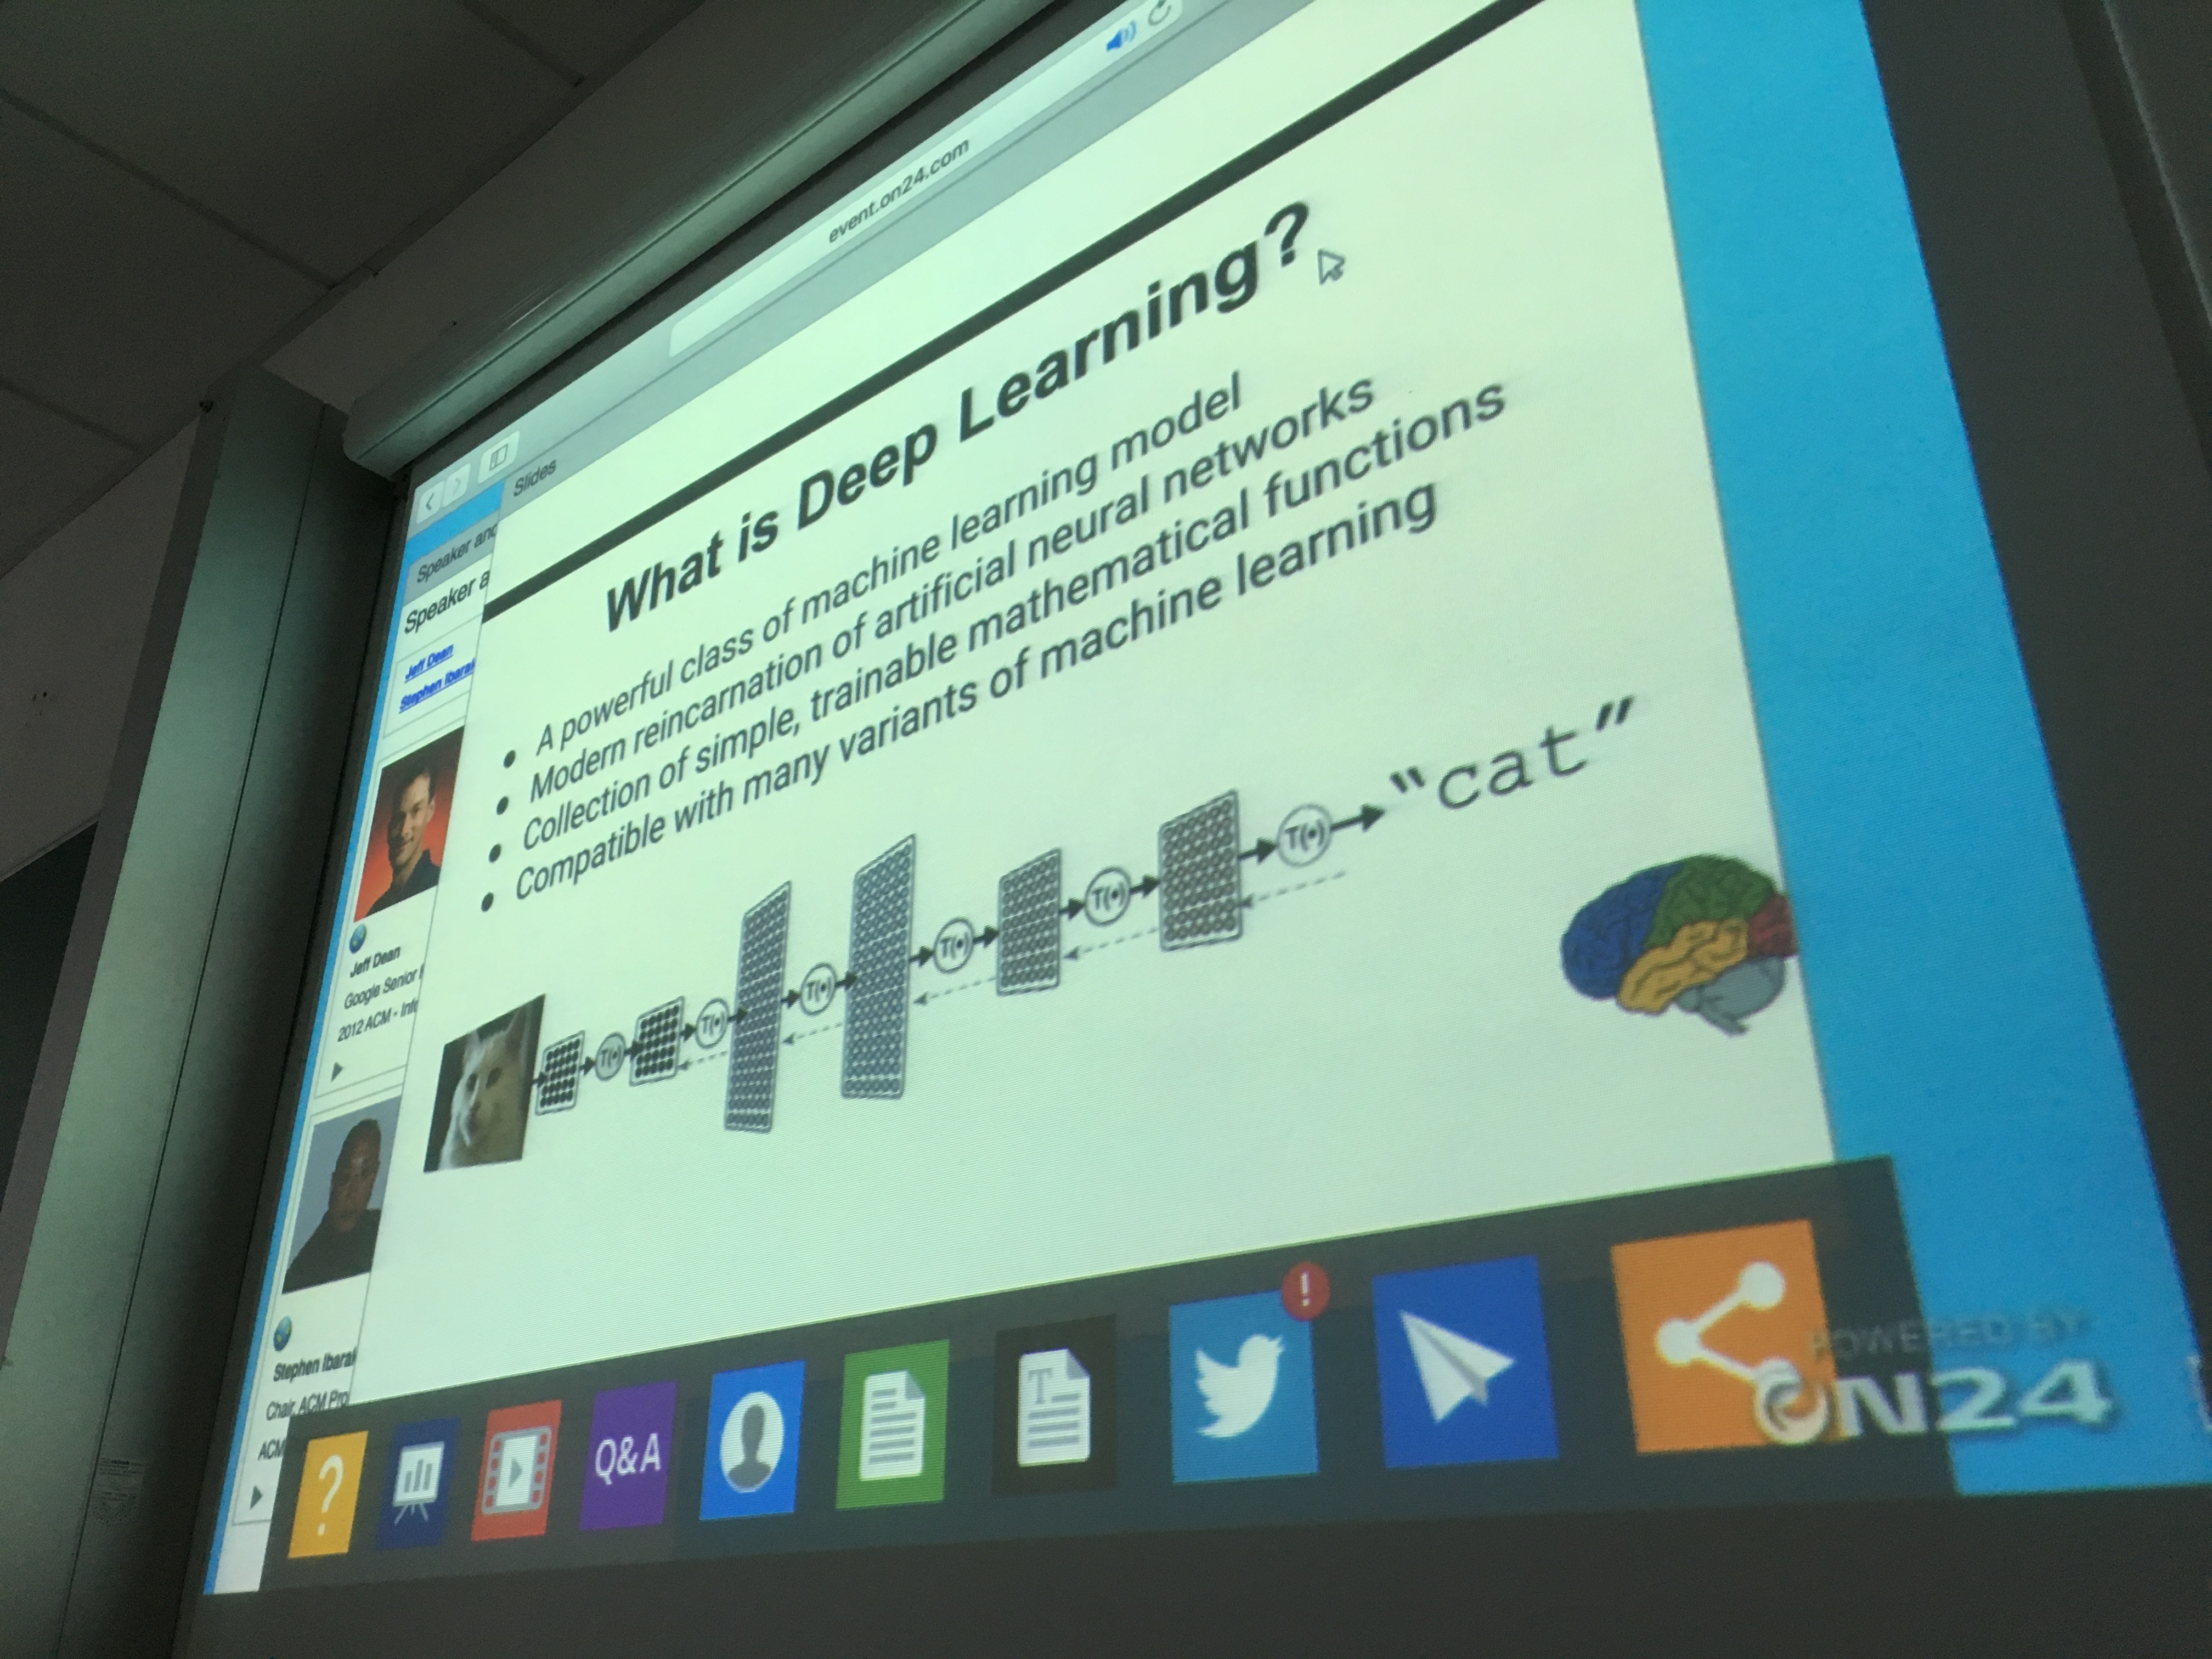 event.on24.com
Slides
What is Deep Learning?
• A powerful class of machine learning model
• Modern reincarnation of artificial neural networks
• Collection of simple, trainable mathematical functions
• Compatible with many variants of machine learning
T(•) T(•) T(•) T(•) T(•) T(•) "cat"
Speaker and
Speaker a
Jeff Dean
Stephen Ibara
Jeff Dean
Google Senior
2012 ACM - Inf
Stephen Ibara
Chair, ACM Pro
ACM
?
Q&A
T
!
POWERED BY
ON24